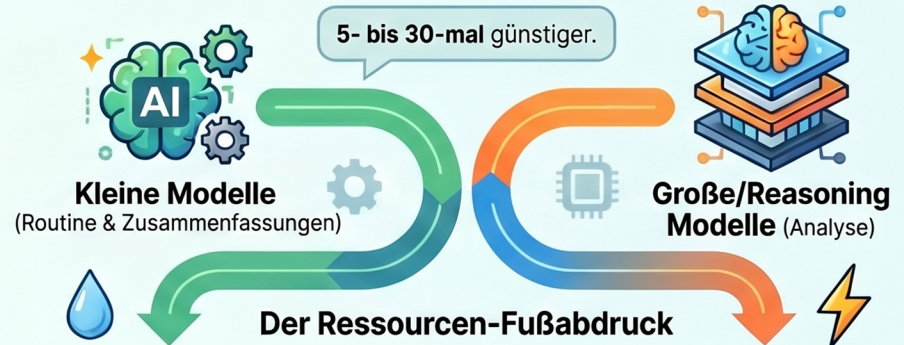 5- bis 30-mal günstiger.
AI
Kleine Modelle
(Routine & Zusammenfassungen)
Große/Reasoning
Modelle (Analyse)
Der Ressourcen-Fußabdruck